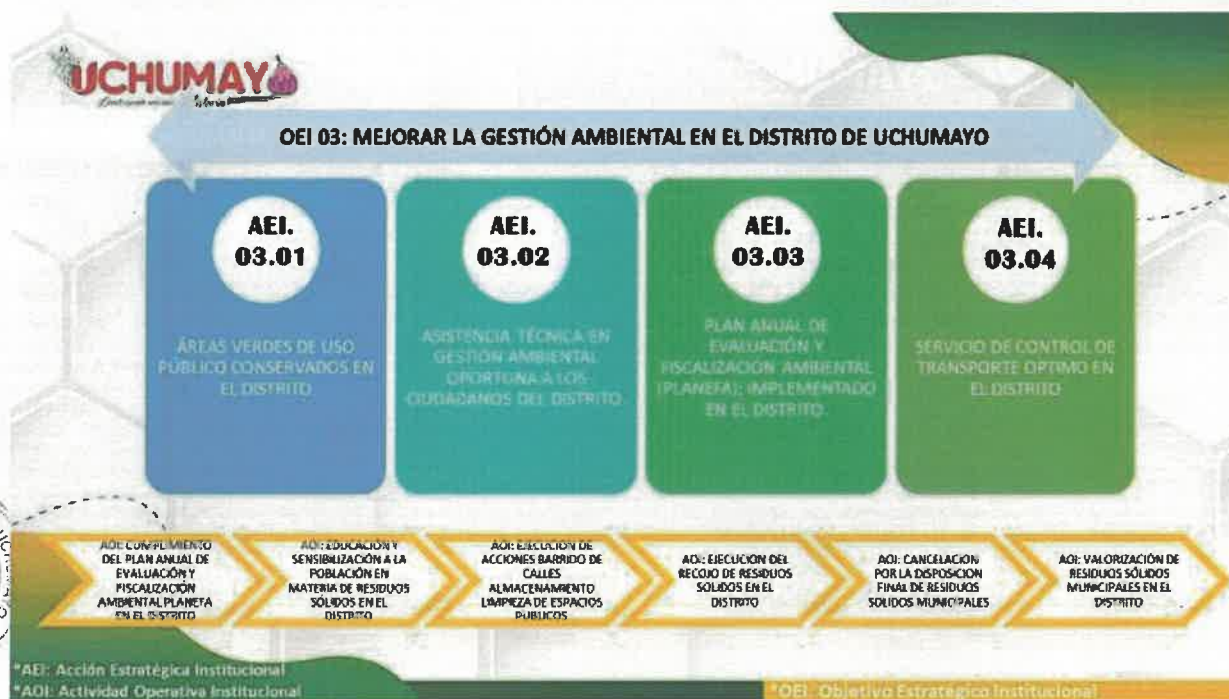 UCHUMAYO
OEI 03: MEJORAR LA GESTIÓN AMBIENTAL EN EL DISTRITO DE UCHUMAYO
AEI.
03.01
ÁREAS VERDES DE USO
PÚBLICO CONSERVADOS EN
EL DISTRITO
AEI.
03.02
ASISTENCIA TÉCNICA EN
GESTIÓN AMBIENTAL
OPORTUNA A LOS
CIUDADANOS DEL DISTRITO.
AEI.
03.03
PLAN ANUAL DE
EVALUACIÓN Y
FISCALIZACIÓN AMBIENTAL
(PLANEFA); IMPLEMENTADO
EN EL DISTRITO.
AEI.
03.04
SERVICIO DE CONTROL DE
TRANSPORTE OPTIMO EN
EL DISTRITO
AOI: CUMPLIMIENTO
DEL PLAN ANUAL DE
EVALUACIÓN Y
FISCALIZACIÓN
AMBIENTAL PLANEFA
EN EL DISTRITO
AOI: EDUCACIÓN Y
SENSIBILIZACIÓN A LA
POBLACIÓN EN
MATERIA DE RESIDUOS
SÓLIDOS EN EL
DISTRITO
AOI: EJECUCIÓN DE
ACCIONES BARRIDO DE
CALLES
ALMACENAMIENTO
LIMPIEZA DE ESPACIOS
PÚBLICOS
AOI: EJECUCIÓN DEL
RECOJO DE RESIDUOS
SOLIDOS EN EL
DISTRITO
AOI: CANCELACION
POR LA DISPOSICION
FINAL DE RESIDUOS
SOLIDOS MUNICIPALES
AOI: VALORIZACIÓN DE
RESIDUOS SÓLIDOS
MUNICIPALES EN EL
DISTRITO
*AEI: Acción Estratégica Institucional
*AOI: Actividad Operativa Institucional
*OEI: Objetivo Estratégico Institucional